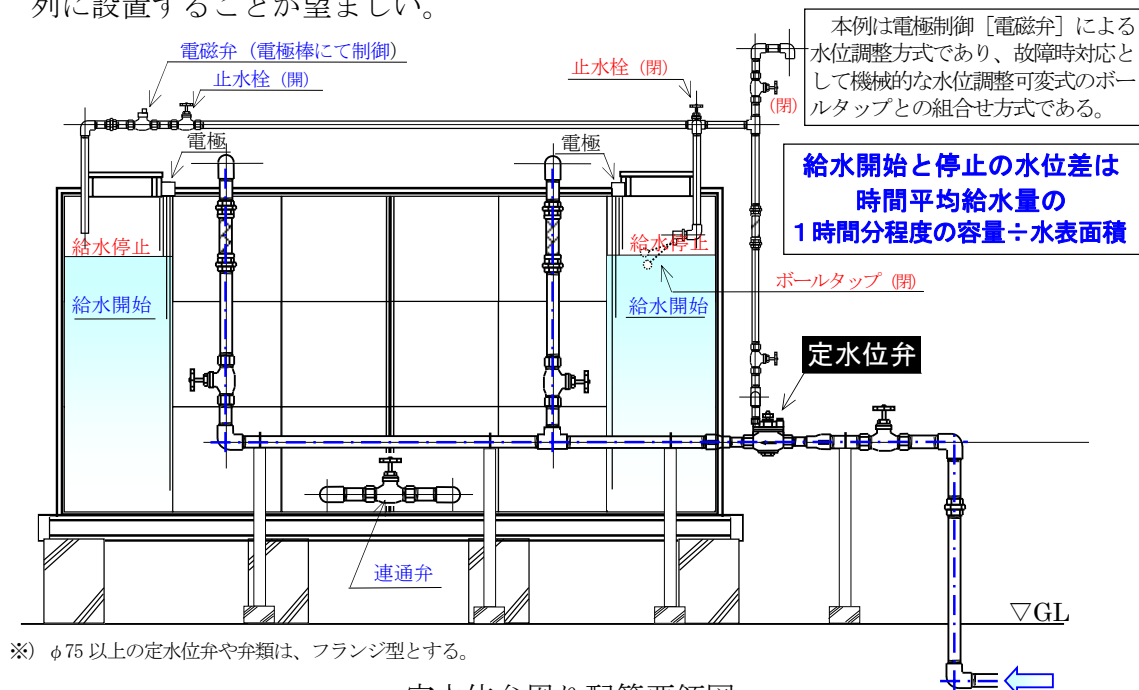 列に設置することが望ましい。
本例は電極制御［電磁弁］による
水位調整方式であり、故障時対応と
して機械的な水位調整可変式のボー
ルタップとの組合せ方式である。
電磁弁（電極棒にて制御）
止水栓（開）
止水栓（閉）
(閉)
電極
電極
給水開始と停止の水位差は
時間平均給水量の
１時間分程度の容量÷水表面積
給水停止
給水停止
ボールタップ（閉）
給水開始
給水開始
定水位弁
連通弁
▽GL
※）φ75 以上の定水位弁や弁類は、フランジ型とする。